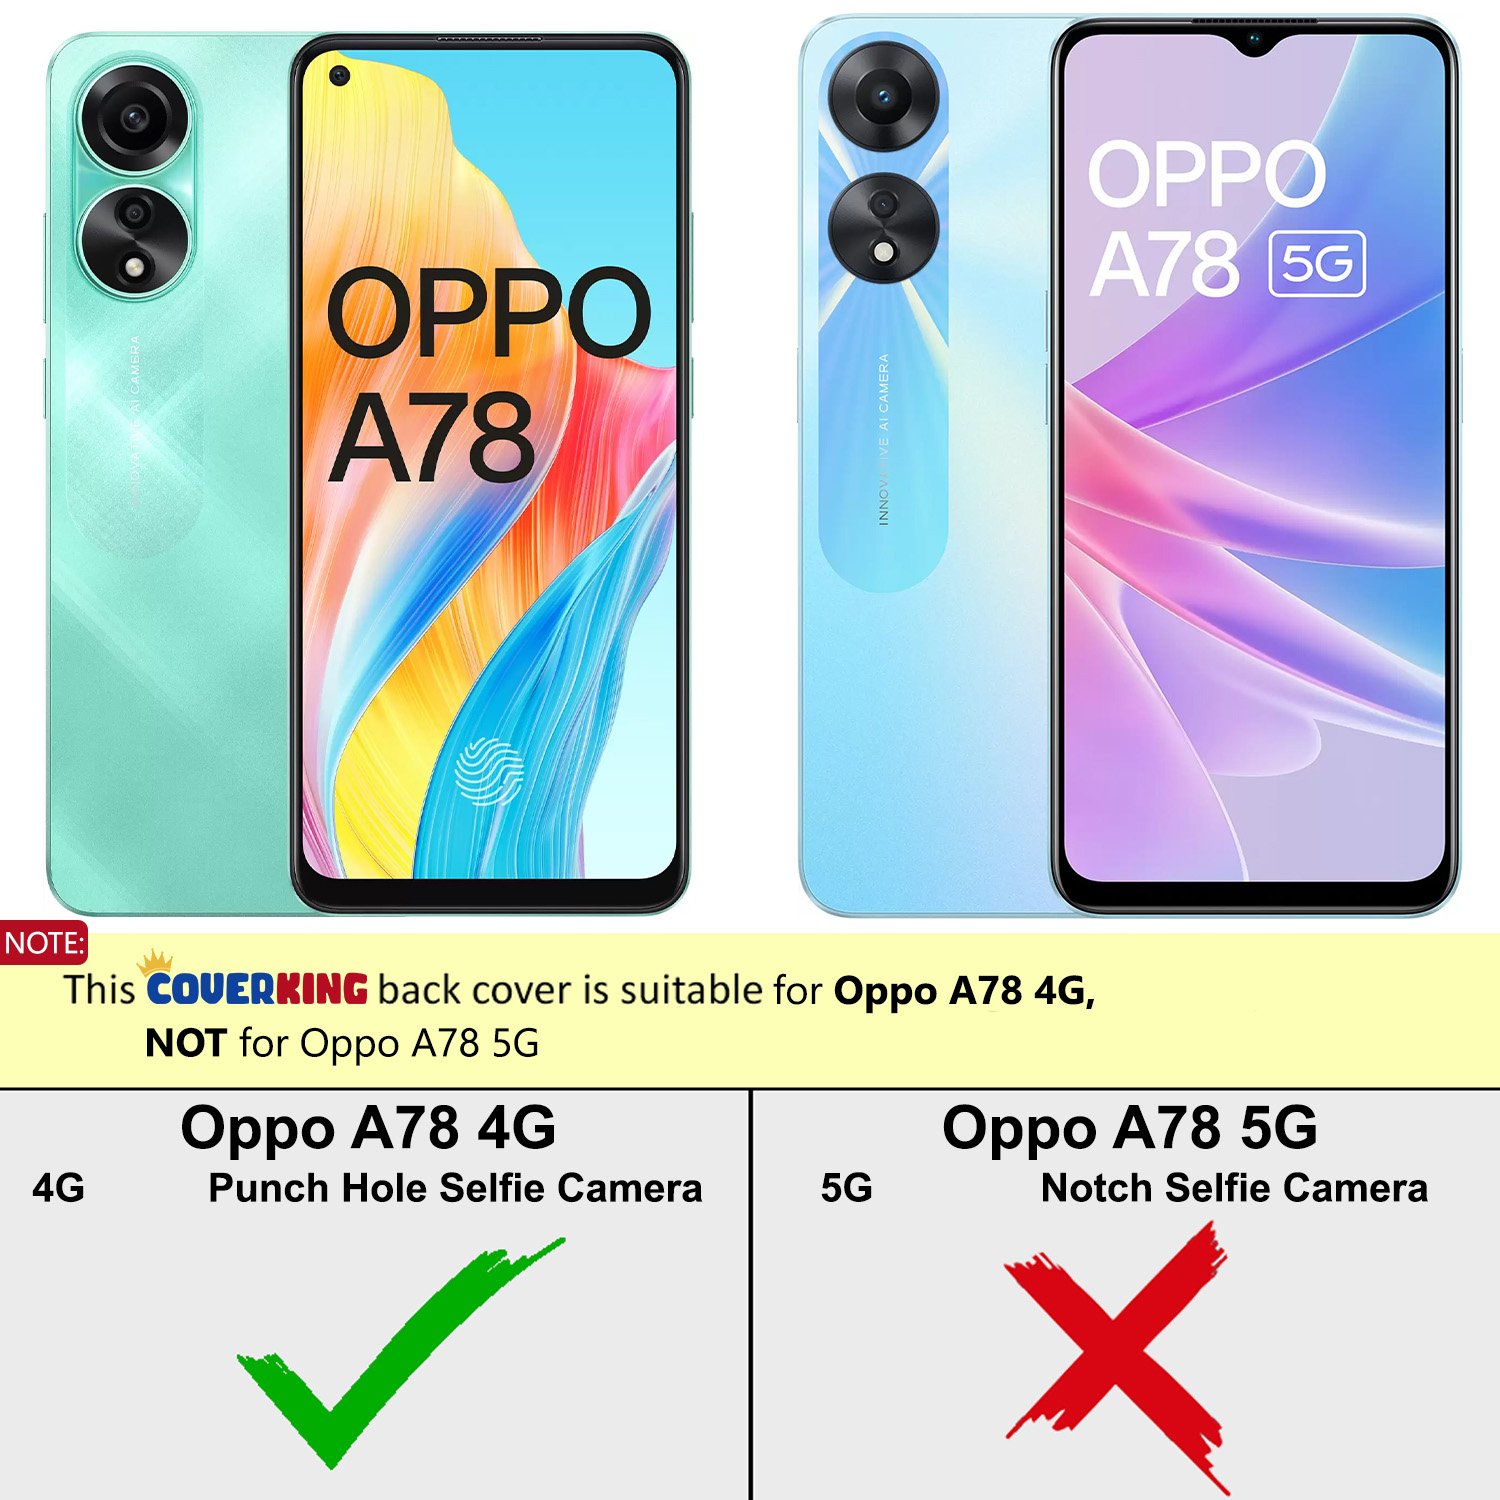 INNOVATIVE AI CAMERA
OPPO
A78
INNOVATIVE AI CAMERA
OPPO
A78 5G
NOTE:
This COVERKING back cover is suitable for Oppo A78 4G,
NOT for Oppo A78 5G
Oppo A78 4G
4G Punch Hole Selfie Camera
Oppo A78 5G
5G Notch Selfie Camera